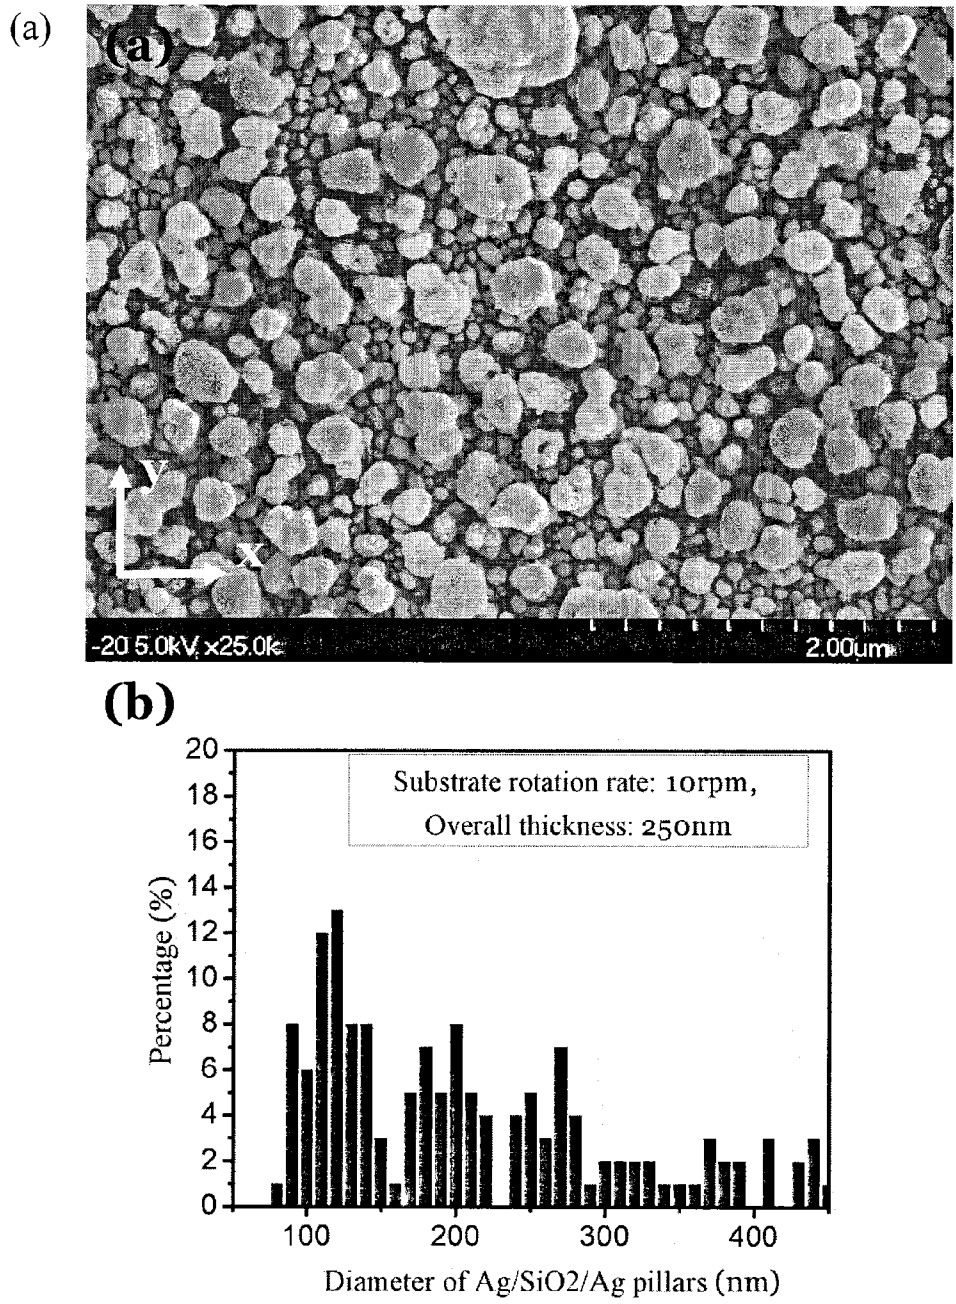 (a)
(a)
y
x
-20 5.0kV x25.0k
2.00um
(b)
20
18
16
14
12
10
8
6
4
2
0
Percentage (%)
Substrate rotation rate: 10rpm,
Overall thickness: 250nm
100 200 300 400
Diameter of Ag/SiO2/Ag pillars (nm)